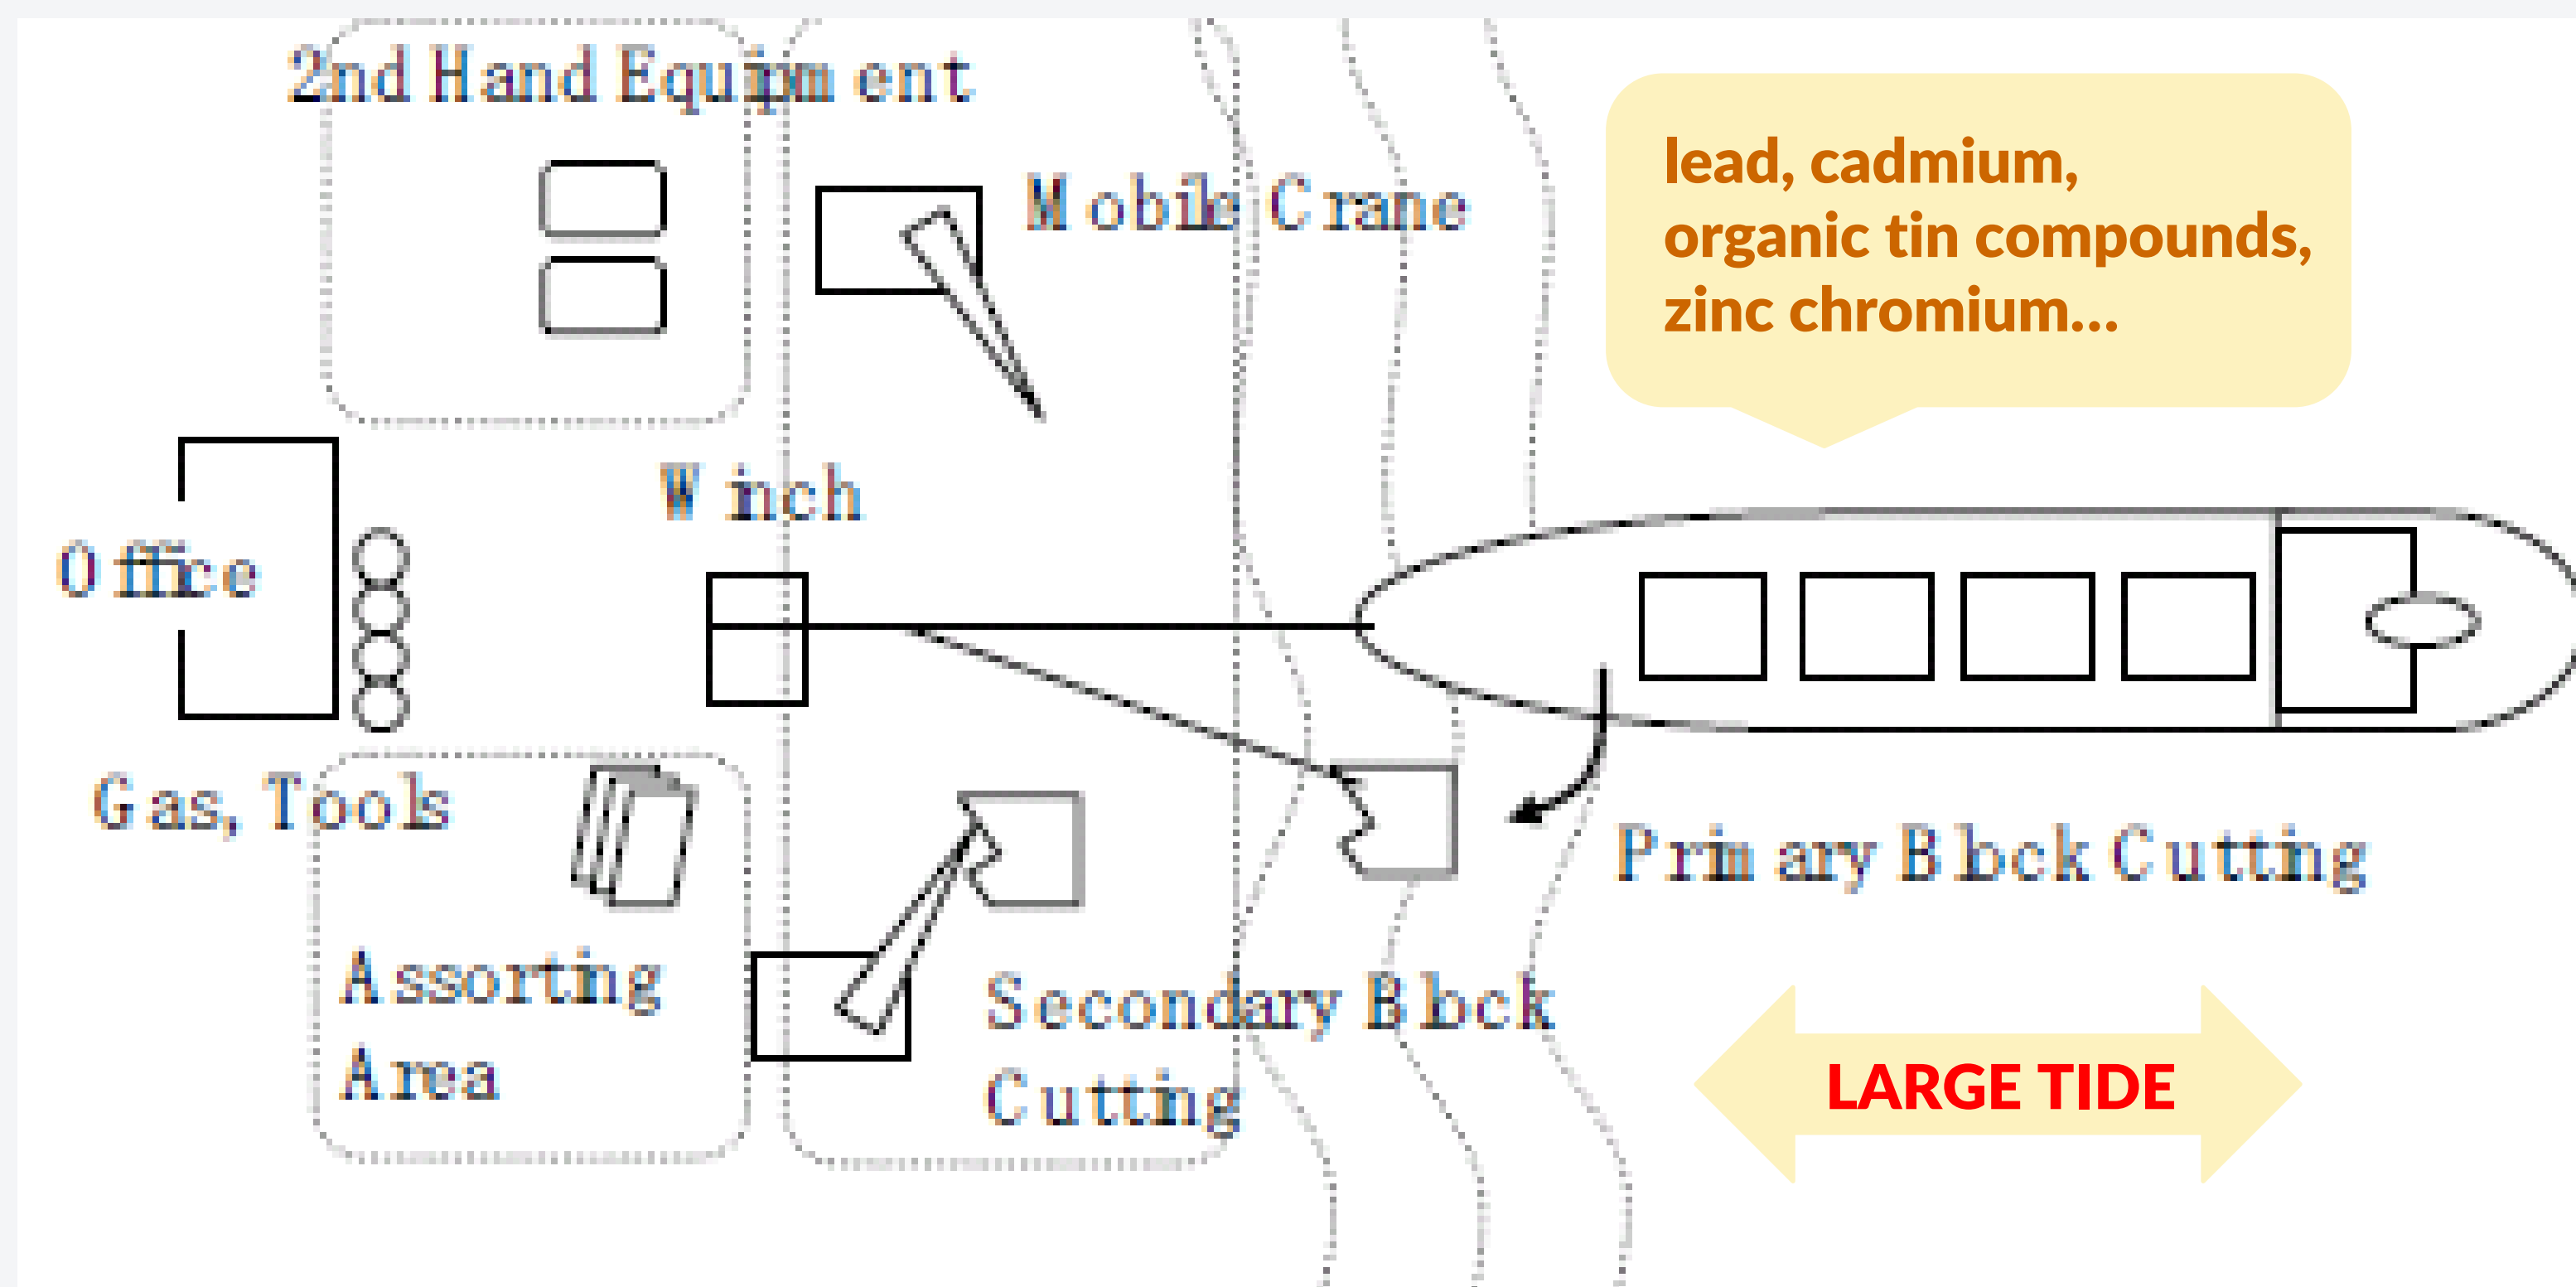 2nd Hand Equipment
Mobile Crane
lead, cadmium,
organic tin compounds,
zinc chromium...
Winch
Office
Gas, Tools
Primary Block Cutting
Assorting
Area
Secondary Block
Cutting
LARGE TIDE